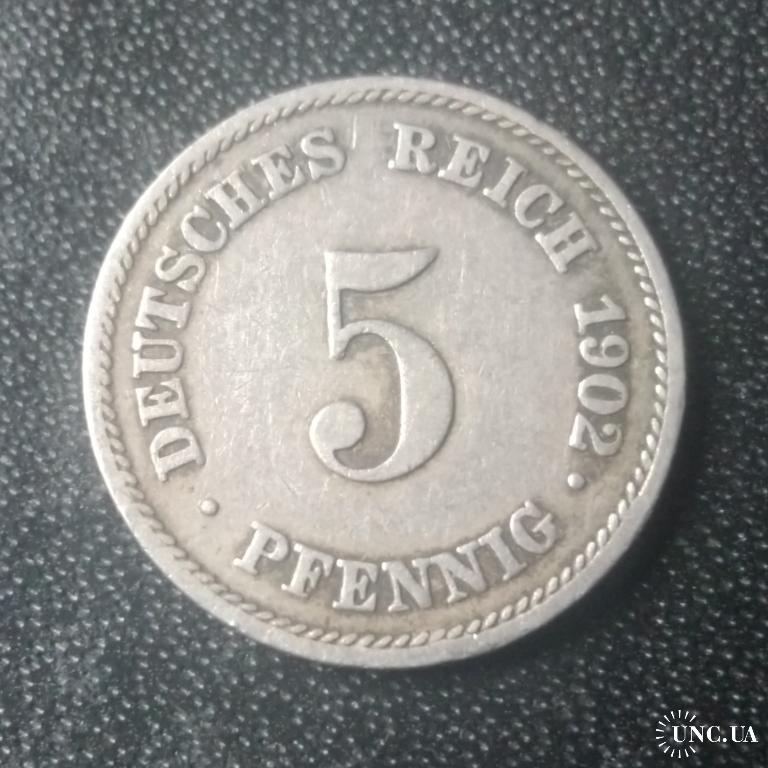 DEUTSCHES REICH 1902.
5
. PFENNIG
UNC.UA